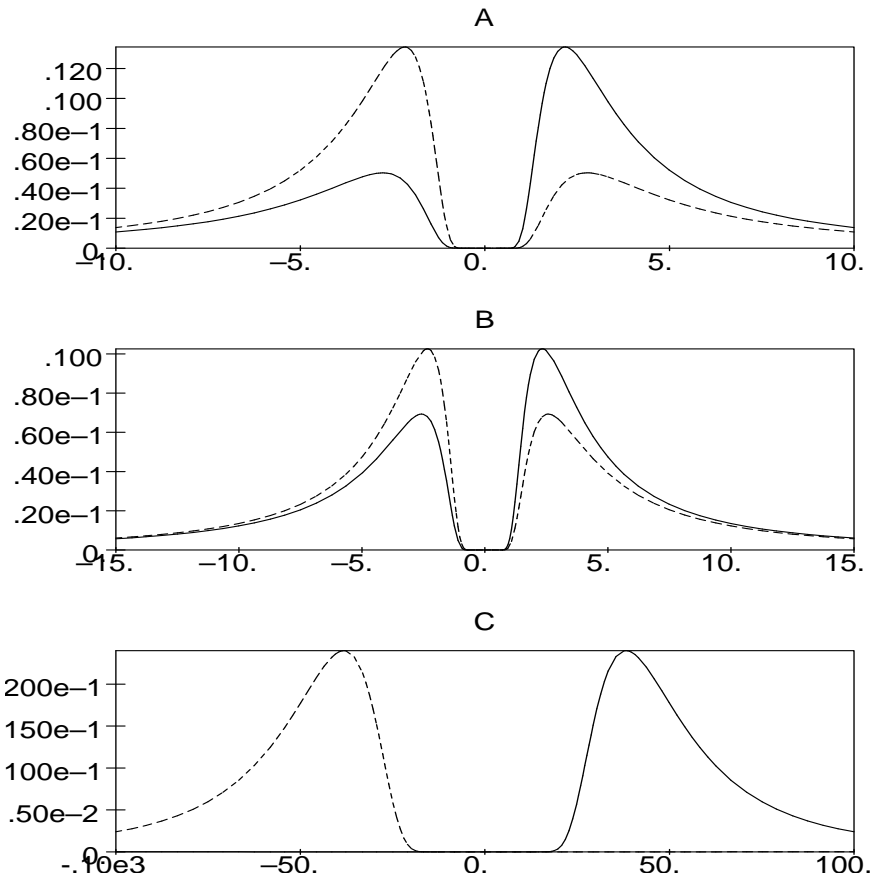 A
.120
.100
.80e−1
.60e−1
.40e−1
.20e−1
0
−10. −5. 0. 5. 10.
B
.100
.80e−1
.60e−1
.40e−1
.20e−1
0
−15. −10. −5. 0. 5. 10. 15.
C
200e−1
150e−1
100e−1
.50e−2
0
-.10e3 −50. 0. 50. 100.